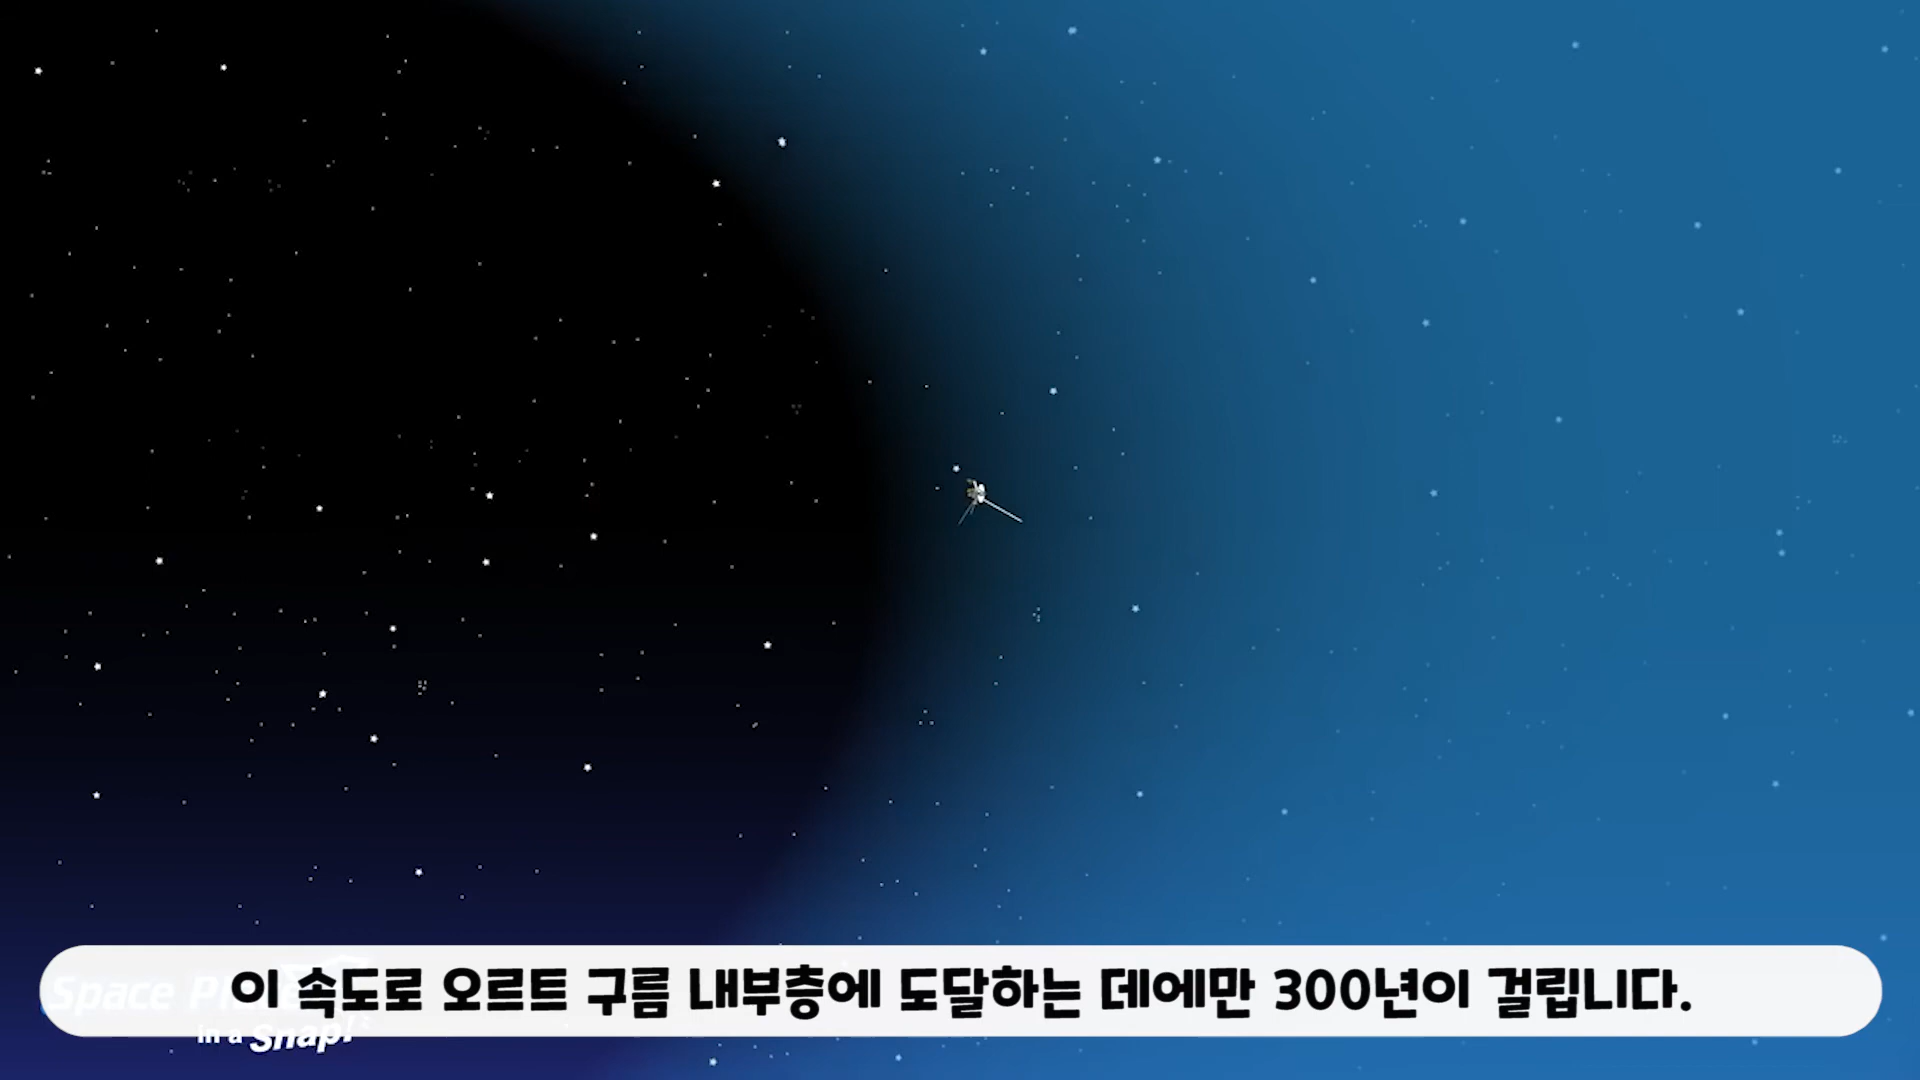 이 속도로 오르트 구름 내부층에 도달하는 데에만 300년이 걸립니다.
Space
in a Snap!